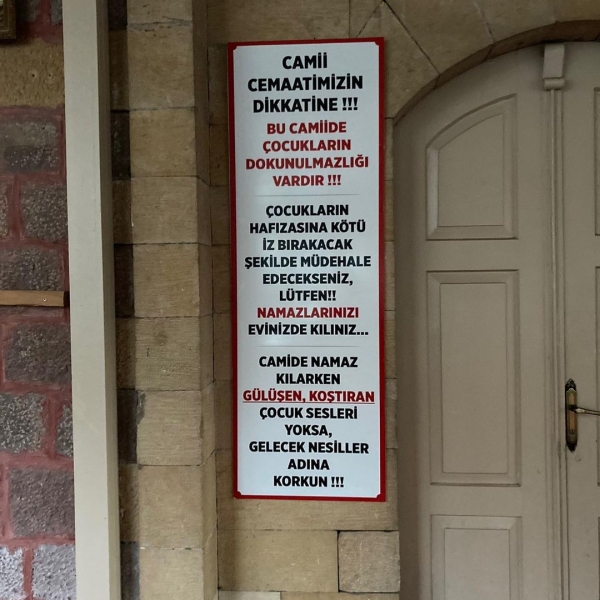 CAMİİ
CEMAATİMİZİN
DİKKATİNE !!!
BU CAMİİDE
ÇOCUKLARIN
DOKUNULMAZLIĞI
VARDIR !!!
ÇOCUKLARIN
HAFIZASINA KÖTÜ
İZ BIRAKACAK
ŞEKİLDE MÜDEHALE
EDECEKSENİZ,
LÜTFEN!!
NAMAZLARINIZI
EVİNİZDE KILINIZ...
CAMİDE NAMAZ
KILARKEN
GÜLÜŞEN, KOŞTIRAN
ÇOCUK SESLERİ
YOKSA,
GELECEK NESİLLER
ADINA
KORKUN !!!